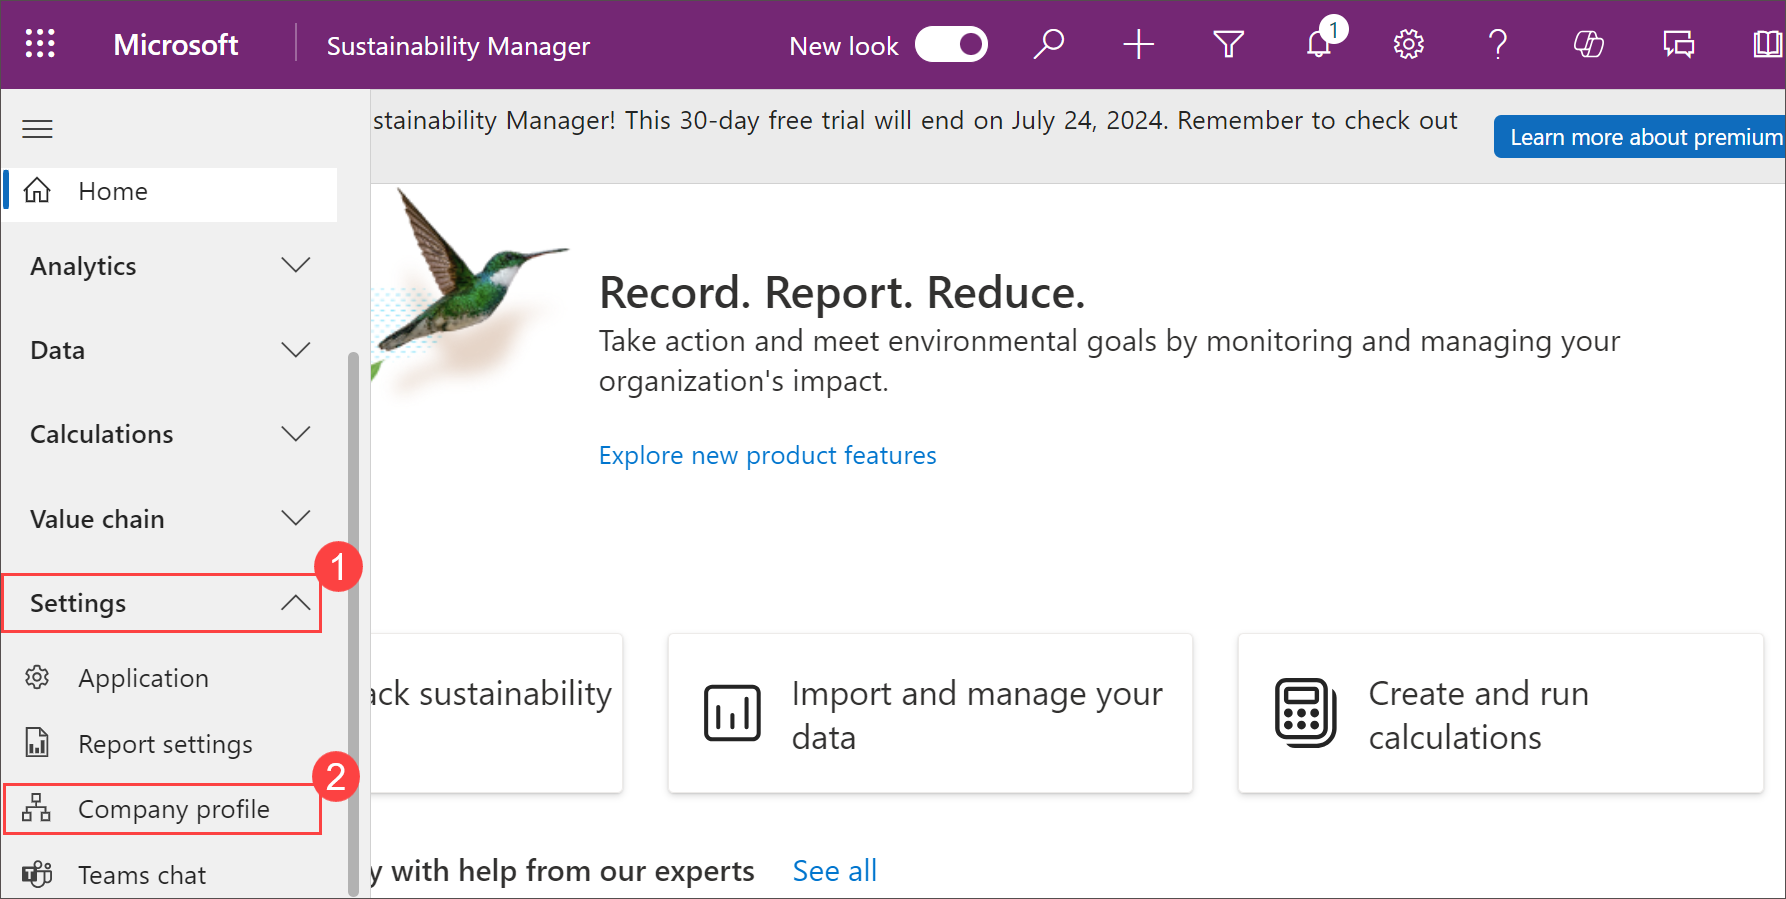 Microsoft
Sustainability Manager
New look
1
stainability Manager! This 30-day free trial will end on July 24, 2024. Remember to check out
Learn more about premium
Home
Analytics
Data
Calculations
Value chain
1
Settings
Application
Report settings
2
Company profile
Teams chat
Record. Report. Reduce.
Take action and meet environmental goals by monitoring and managing your
organization's impact.
Explore new product features
ack sustainability
Import and manage your
data
Create and run
calculations
y with help from our experts
See all